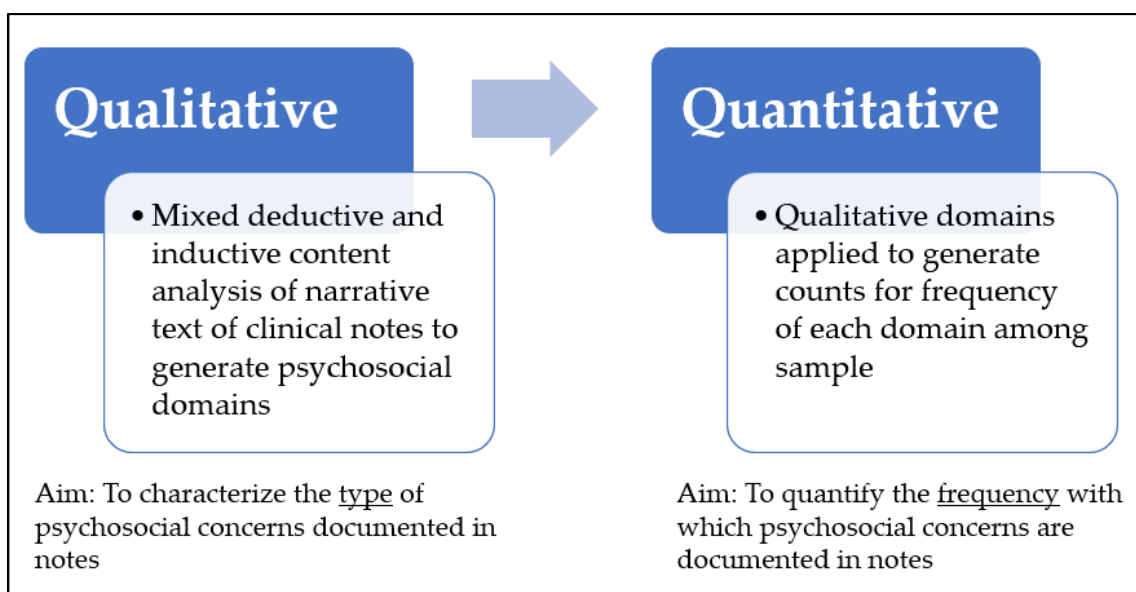 Qualitative
• Mixed deductive and
inductive content
analysis of narrative
text of clinical notes to
generate psychosocial
domains
Aim: To characterize the type of
psychosocial concerns documented in
notes
Quantitative
• Qualitative domains
applied to generate
counts for frequency
of each domain among
sample
Aim: To quantify the frequency with
which psychosocial concerns are
documented in notes